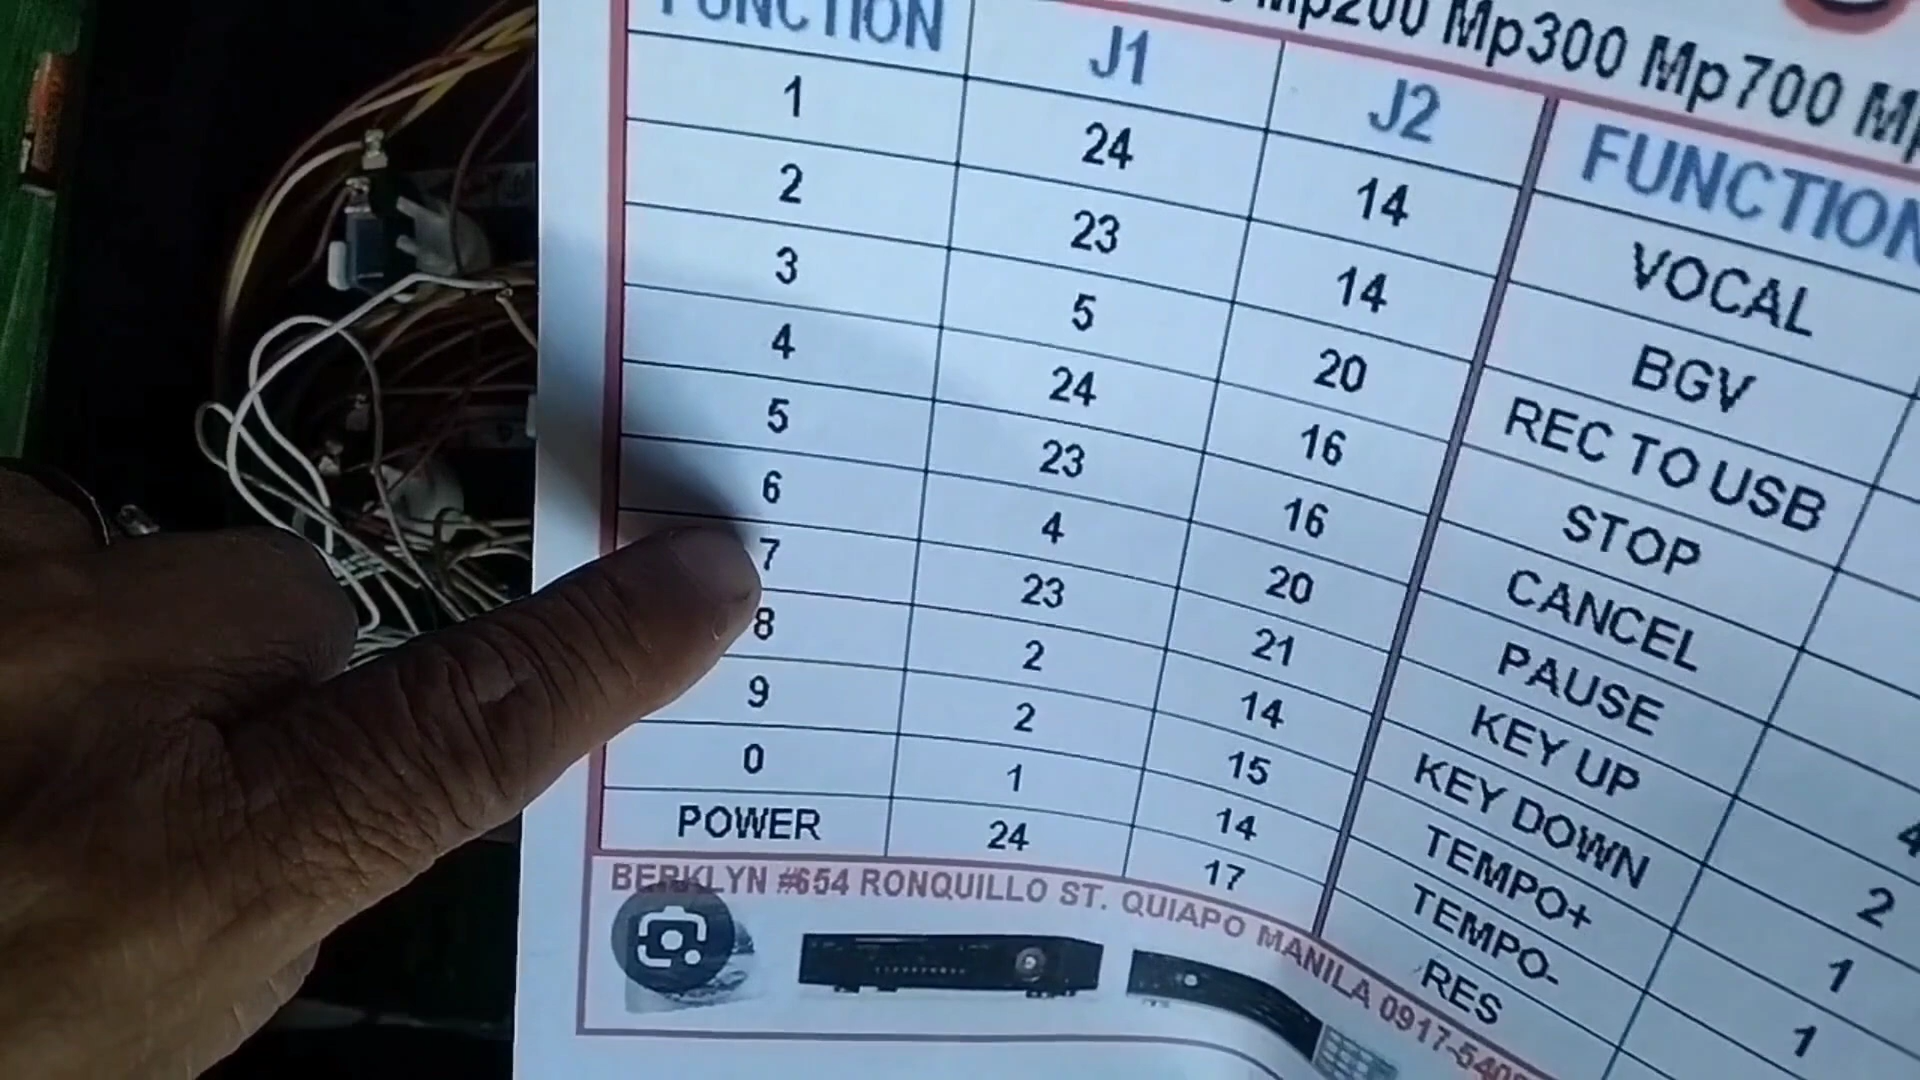 Mp200 Mp300 Mp700
FUNCTION J1 J2 FUNCTION
1 24 14 VOCAL
2 23 14 BGV
3 5 20 REC TO USB
4 24 16 STOP
5 23 16 CANCEL
6 4 20 PAUSE
7 23 21 KEY UP
8 2 14 KEY DOWN 2
9 2 15 TEMPO+ 1
0 1 14 TEMPO- 1
POWER 24 17 RES
BERKLYN #654 RONQUILLO ST. QUIAPO MANILA